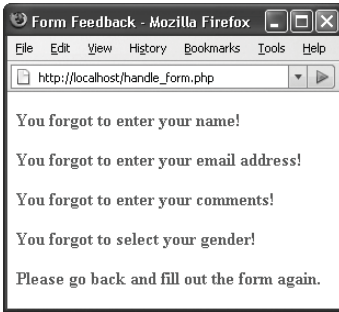 Form Feedback - Mozilla Firefox
File Edit View History Bookmarks Tools Help
http://localhost/handle_form.php
You forgot to enter your name!
You forgot to enter your email address!
You forgot to enter your comments!
You forgot to select your gender!
Please go back and fill out the form again.